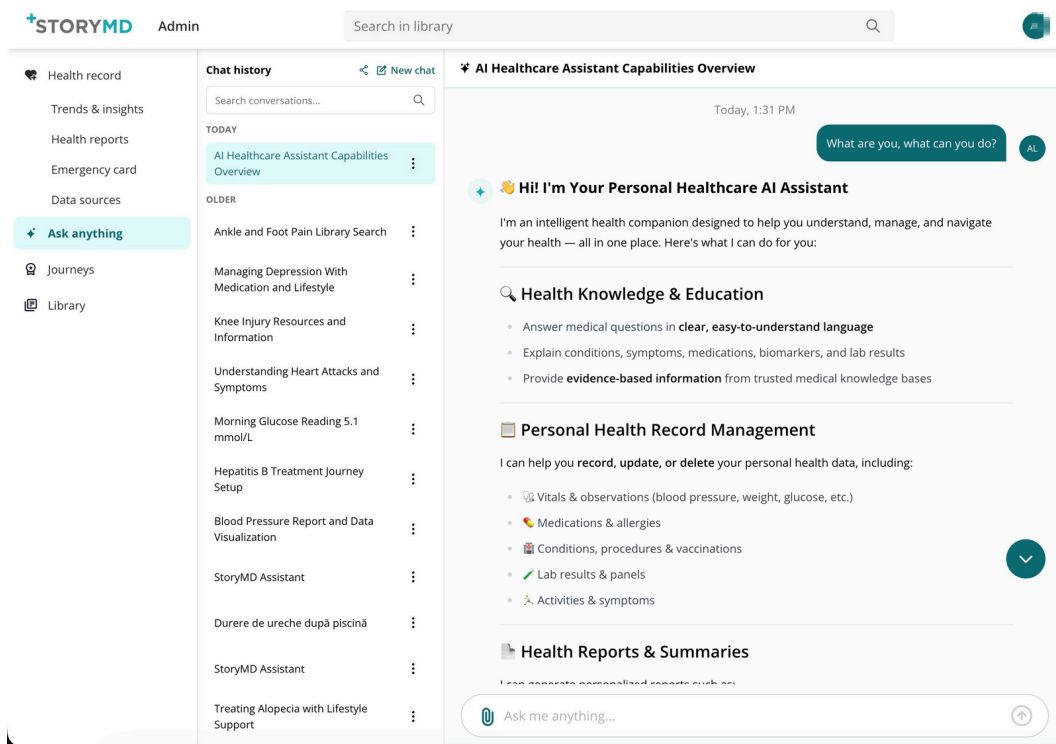 STORYMD
Admin
Search in library
Health record
Trends & insights
Health reports
Emergency card
Data sources
Ask anything
Journeys
Library
Chat history
New chat
Search conversations...
TODAY
AI Healthcare Assistant Capabilities
Overview
OLDER
Ankle and Foot Pain Library Search
Managing Depression With
Medication and Lifestyle
Knee Injury Resources and
Information
Understanding Heart Attacks and
Symptoms
Morning Glucose Reading 5.1
mmol/L
Hepatitis B Treatment Journey
Setup
Blood Pressure Report and Data
Visualization
StoryMD Assistant
Durere de ureche după piscină
StoryMD Assistant
Treating Alopecia with Lifestyle
Support
AI Healthcare Assistant Capabilities Overview
Today, 1:31 PM
What are you, what can you do?
AL
👋 Hi! I'm Your Personal Healthcare AI Assistant
I'm an intelligent health companion designed to help you understand, manage, and navigate
your health — all in one place. Here's what I can do for you:
🔍 Health Knowledge & Education
• Answer medical questions in clear, easy-to-understand language
• Explain conditions, symptoms, medications, biomarkers, and lab results
• Provide evidence-based information from trusted medical knowledge bases
📋 Personal Health Record Management
I can help you record, update, or delete your personal health data, including:
• 🩺 Vitals & observations (blood pressure, weight, glucose, etc.)
• 💊 Medications & allergies
• 🏥 Conditions, procedures & vaccinations
• 🧪 Lab results & panels
• 🏃 Activities & symptoms
📄 Health Reports & Summaries
I can generate personalized reports such as:
Ask me anything...